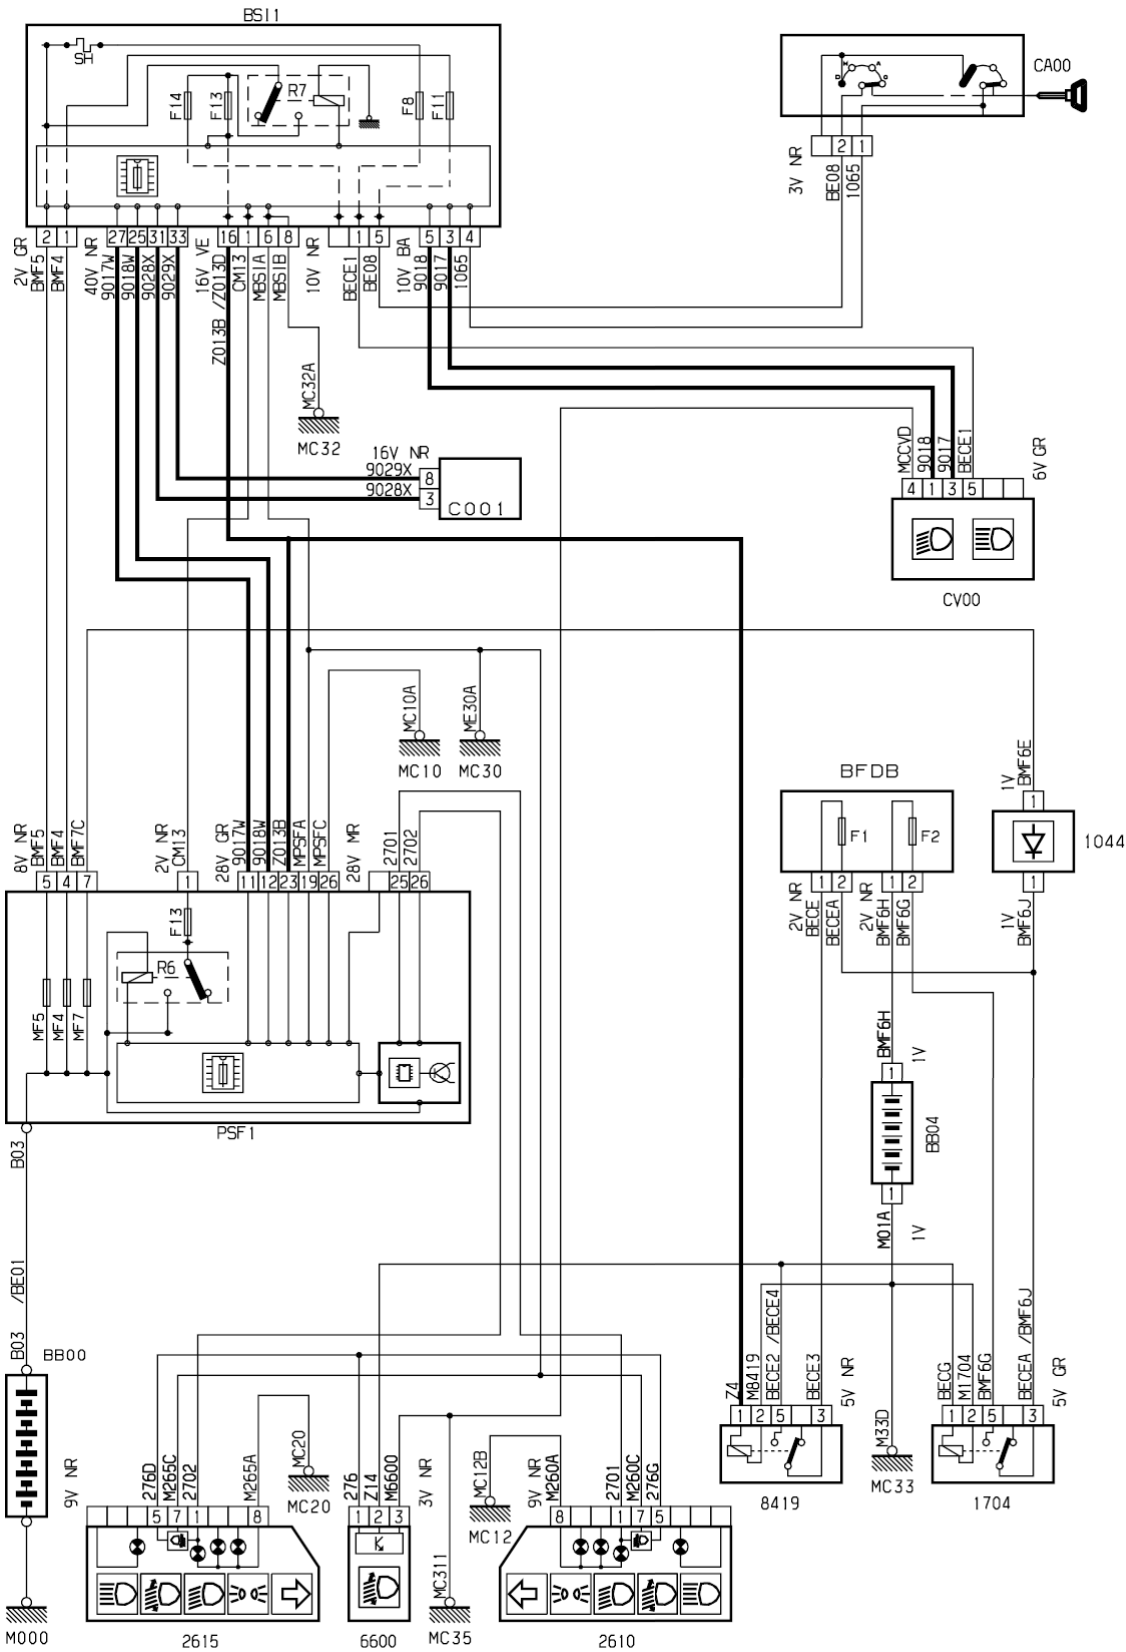 BSI1
SH
F14
F13
R7
F8
F11
CA00
H
A
D
G
3V NR
2 1
BE08
1065
2 1
27 25 31 33
16 1 6 8
1 5
5 3 4
2V GR
BMF5
BMF4
40V NR
9017W
9018W
9028X
9029X
16V VE
Z013B /Z013D
CM13
MBSIA
MBSIB
10V NR
BECE1
BE08
10V BA
9018
9017
1065
MC32A
MC32
16V NR
9029X
9028X
8
3
C001
MCCVD
9018
9017
BECE1
6V GR
4 1 3 5
CV00
MC10A
MC10
ME30A
MC30
BFDB
F1
F2
1V
BMF6E
1
1044
1
1V
BMF6J
1 2
1 2
2V NR
BECE
BECEA
2V NR
BMF6H
BMF6G
8V NR
BMF5
BMF4
BMF7C
2V NR
CM13
28V GR
9017W
9018W
Z013B
MPSFA
MPSFC
28V MR
2701
2702
5 4 7
1
11 12 23 19 26
25 26
F13
R6
MF5
MF4
MF7
PSF1
BMF6H
1V
1
BB04
1
M01A
1V
B03
/BE01
B03
BB00
M000
Z4
M8419
BECE2 /BECE4
BECE3
5V NR
1 2 5 3
8419
M33D
MC33
BECG
M1704
BMF6G
BECEA /BMF6J
5V GR
1 2 5 3
1704
9V NR
276D
M265C
2702
M265A
5 7 1 8
2615
MC20
MC20
276
Z14
M6600
3V NR
1 2 3
K
6600
MC311
MC35
MC12B
MC12
9V NR
M260A
2701
M260C
276G
8 1 7 5
2610